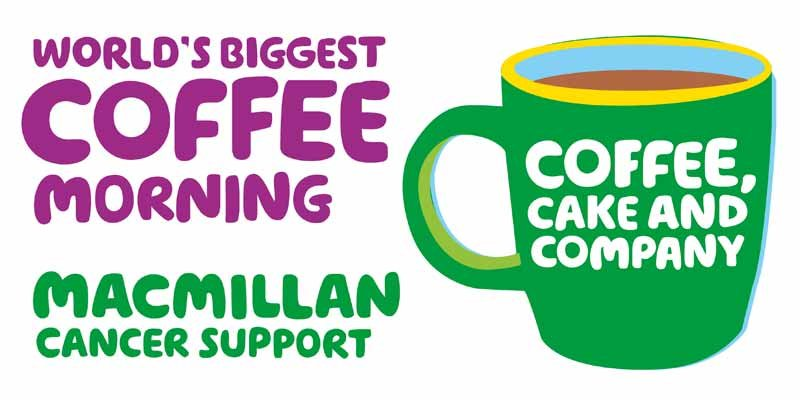 WORLD'S BIGGEST
COFFEE
MORNING
MACMILLAN
CANCER SUPPORT
COFFEE,
CAKE AND
COMPANY